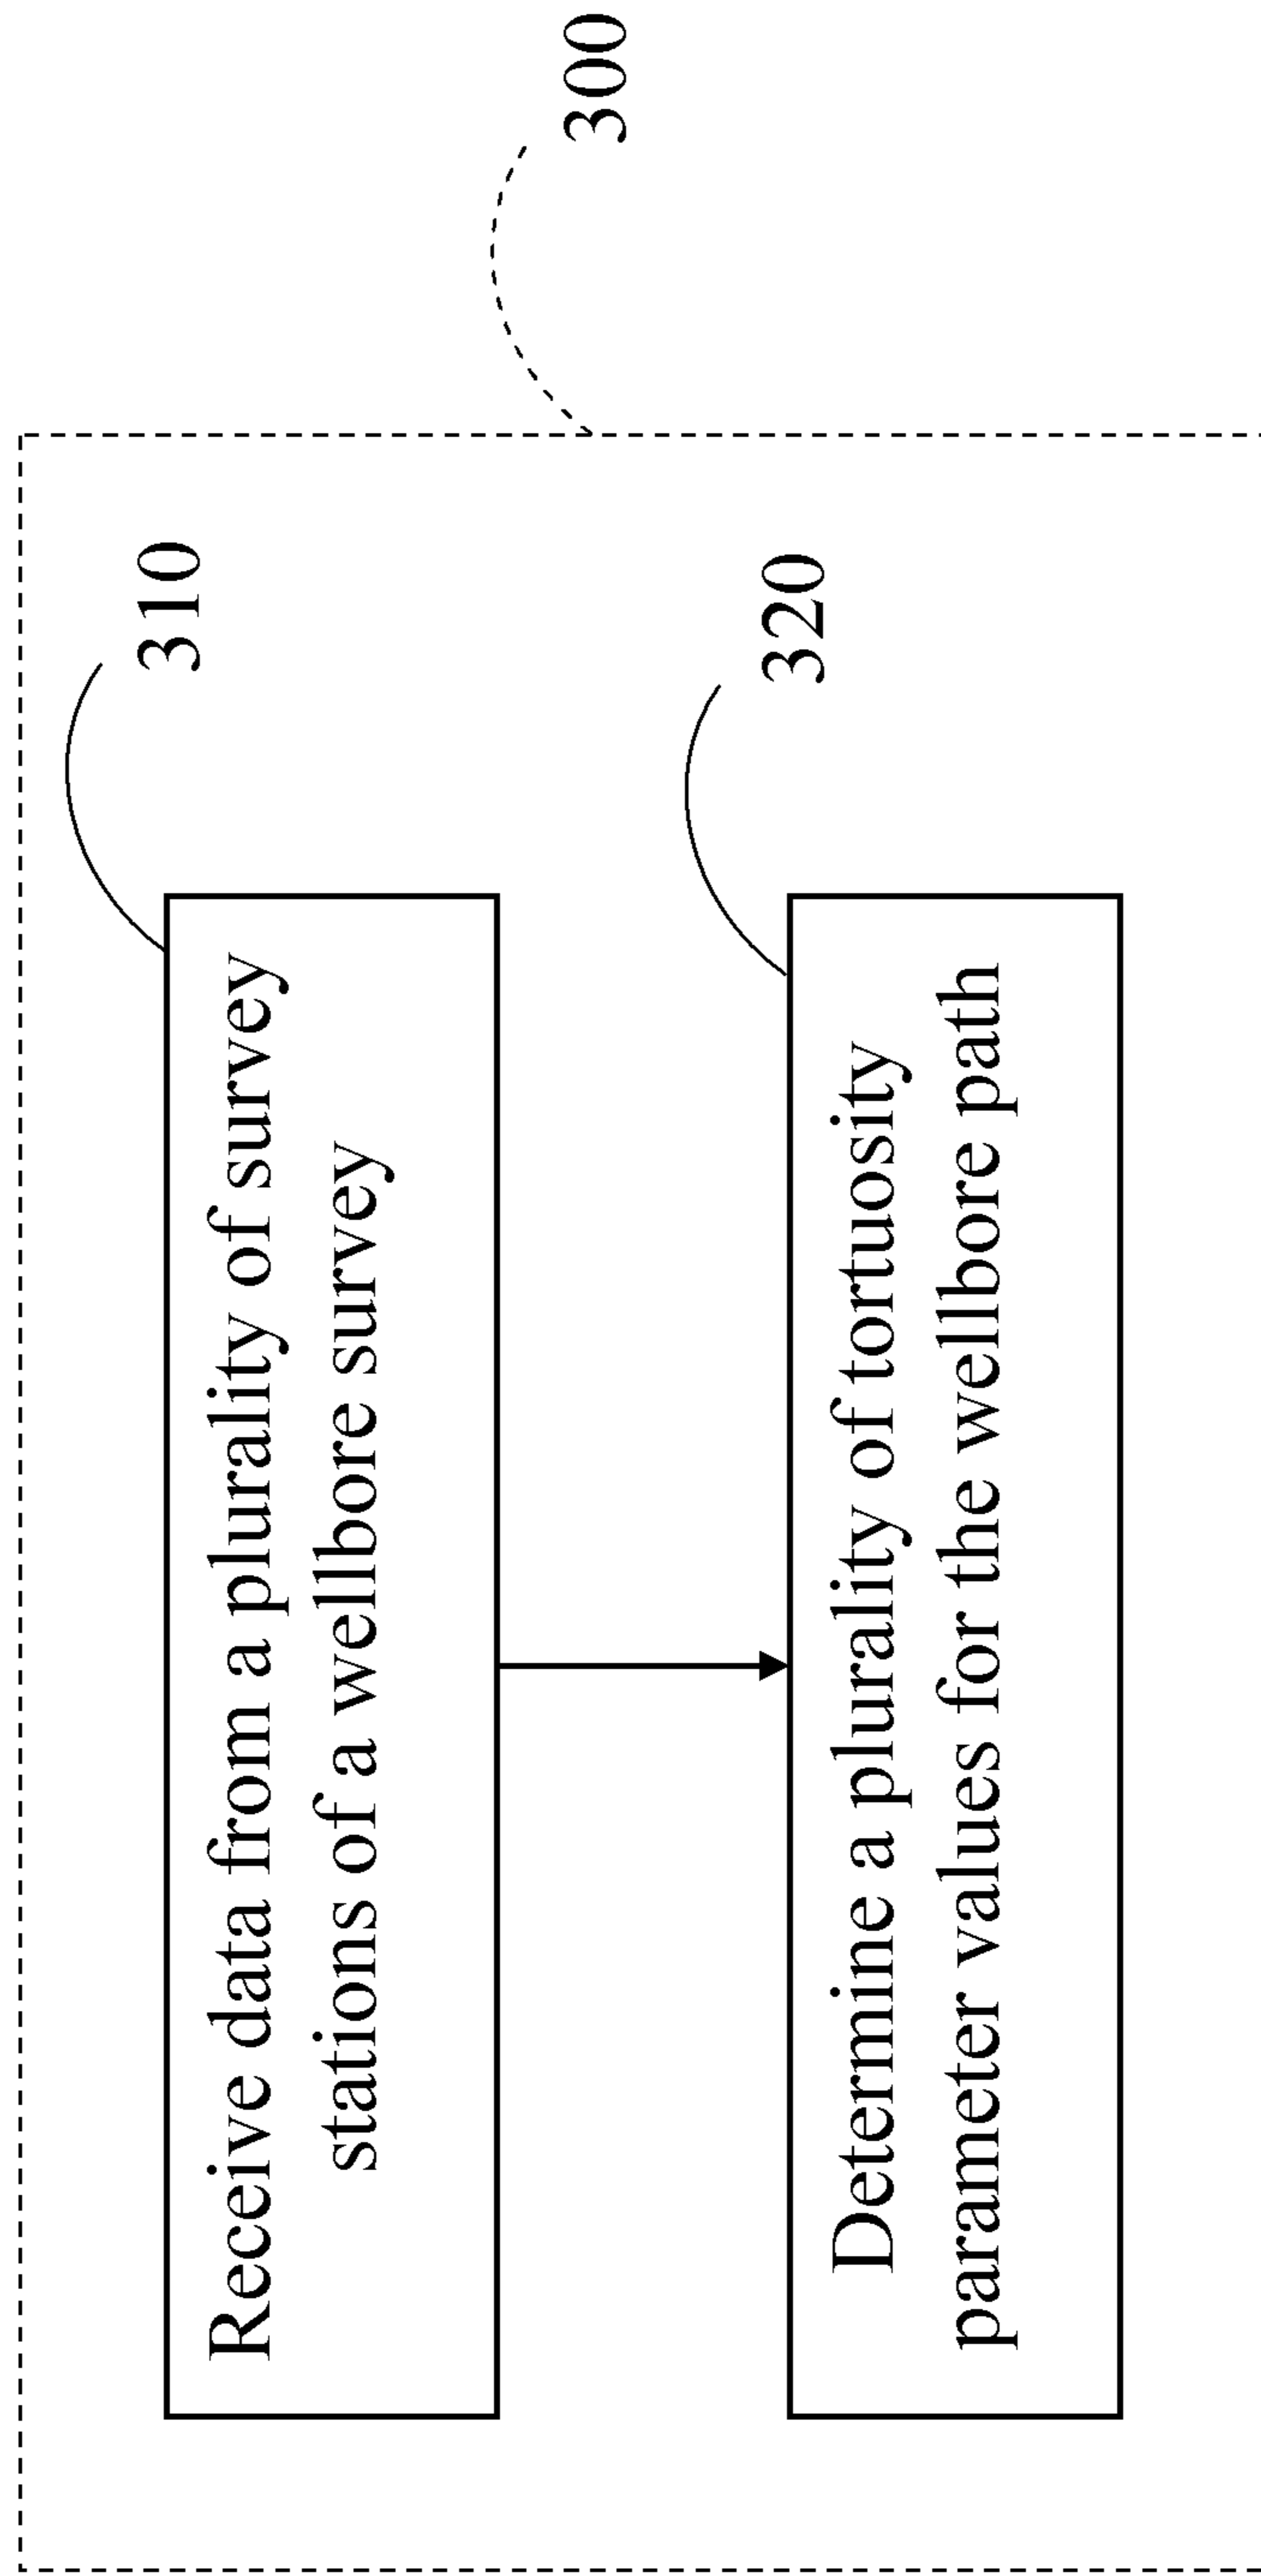 300
310
Receive data from a plurality of survey
stations of a wellbore survey
320
Determine a plurality of tortuosity
parameter values for the wellbore path